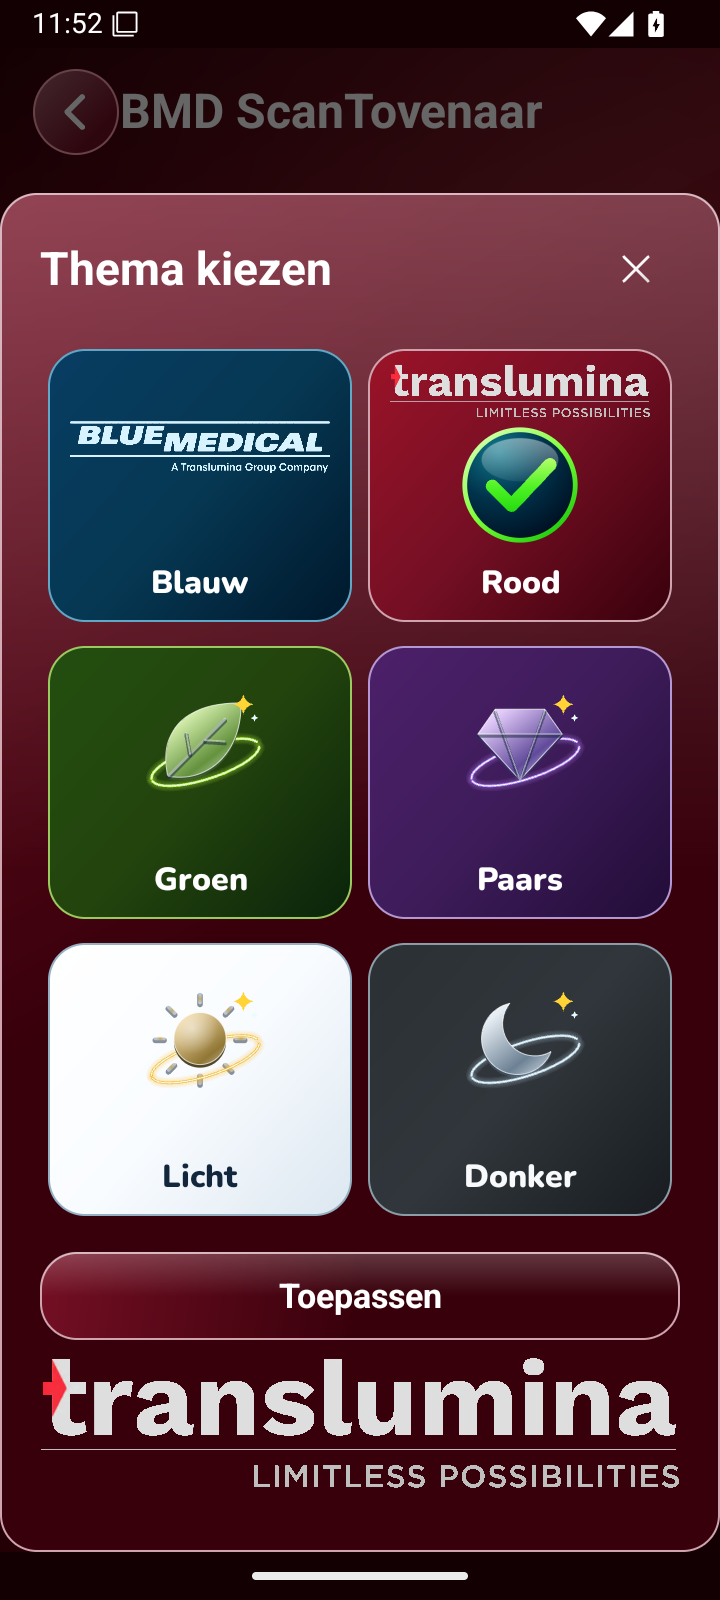 11:52
BMD ScanTovenaar
Thema kiezen
BLUEMEDICAL
A Translumina Group Company
Blauw
translumina
LIMITLESS POSSIBILITIES
Rood
Groen
Paars
Licht
Donker
Toepassen
translumina
LIMITLESS POSSIBILITIES